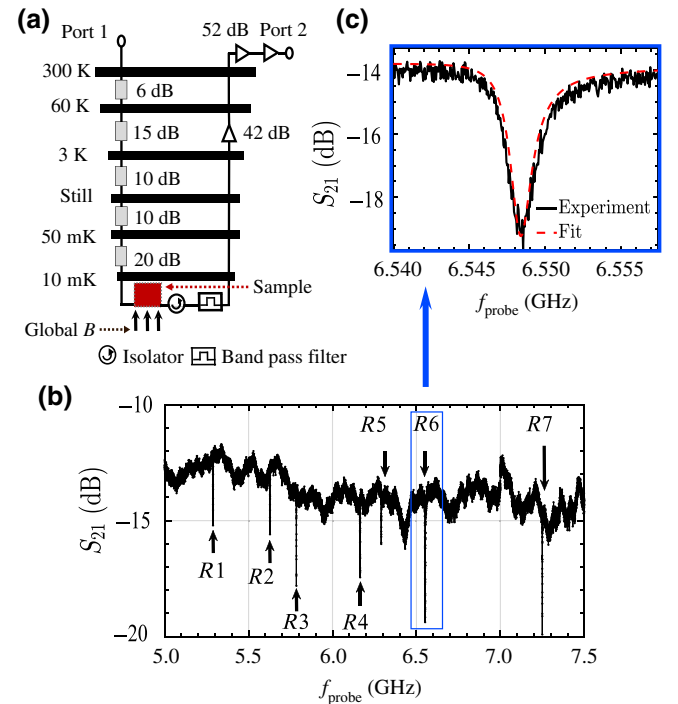 (a)
52 dB
Port 1
Port 2
300 K
6 dB
60 K
15 dB
42 dB
3 K
10 dB
Still
10 dB
50 mK
20 dB
10 mK
Sample
Global B
Isolator
Band pass filter
(c)
−14
−16
−18
S21 (dB)
Experiment
Fit
6.540
6.545
6.550
6.555
fprobe (GHz)
(b)
−10
−15
−20
S21 (dB)
R1
R2
R3
R4
R5
R6
R7
5.0
5.5
6.0
6.5
7.0
7.5
fprobe (GHz)